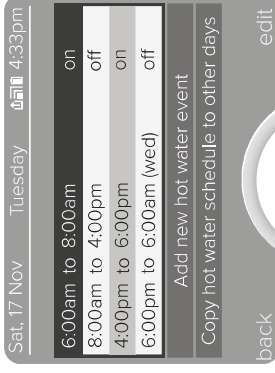 Sat, 17 Nov Tuesday 4:33pm
6:00am to 8:00am on
8:00am to 4:00pm off
4:00pm to 6:00pm on
6:00pm to 6:00am (wed) off
Add new hot water event
Copy hot water schedule to other days
back edit